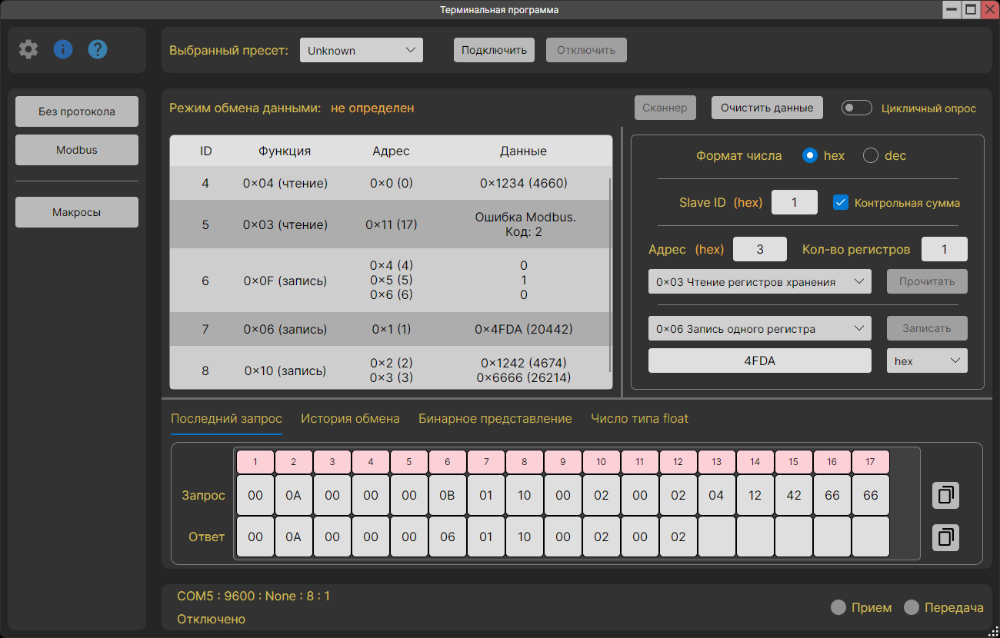 Терминальная программа
Выбранный пресет: Unknown Подключить Отключить
Без протокола
Modbus
Макросы
Режим обмена данными: не определен Сканнер Очистить данные Цикличный опрос
ID Функция Адрес Данные
4 0×04 (чтение) 0×0 (0) 0×1234 (4660)
5 0×03 (чтение) 0×11 (17) Ошибка Modbus.
Код: 2
6 0×0F (запись) 0×4 (4) 0
0×5 (5) 1
0×6 (6) 0
7 0×06 (запись) 0×1 (1) 0×4FDA (20442)
8 0×10 (запись) 0×2 (2) 0×1242 (4674)
0×3 (3) 0×6666 (26214)
Формат числа hex dec
Slave ID (hex) 1 Контрольная сумма
Адрес (hex) 3 Кол-во регистров 1
0×03 Чтение регистров хранения Прочитать
0×06 Запись одного регистра Записать
4FDA hex
Последний запрос История обмена Бинарное представление Число типа float
1 2 3 4 5 6 7 8 9 10 11 12 13 14 15 16 17
Запрос 00 0A 00 00 00 0B 01 10 00 02 00 02 04 12 42 66 66
Ответ 00 0A 00 00 00 06 01 10 00 02 00 02
COM5 : 9600 : None : 8 : 1
Отключено
Прием Передача